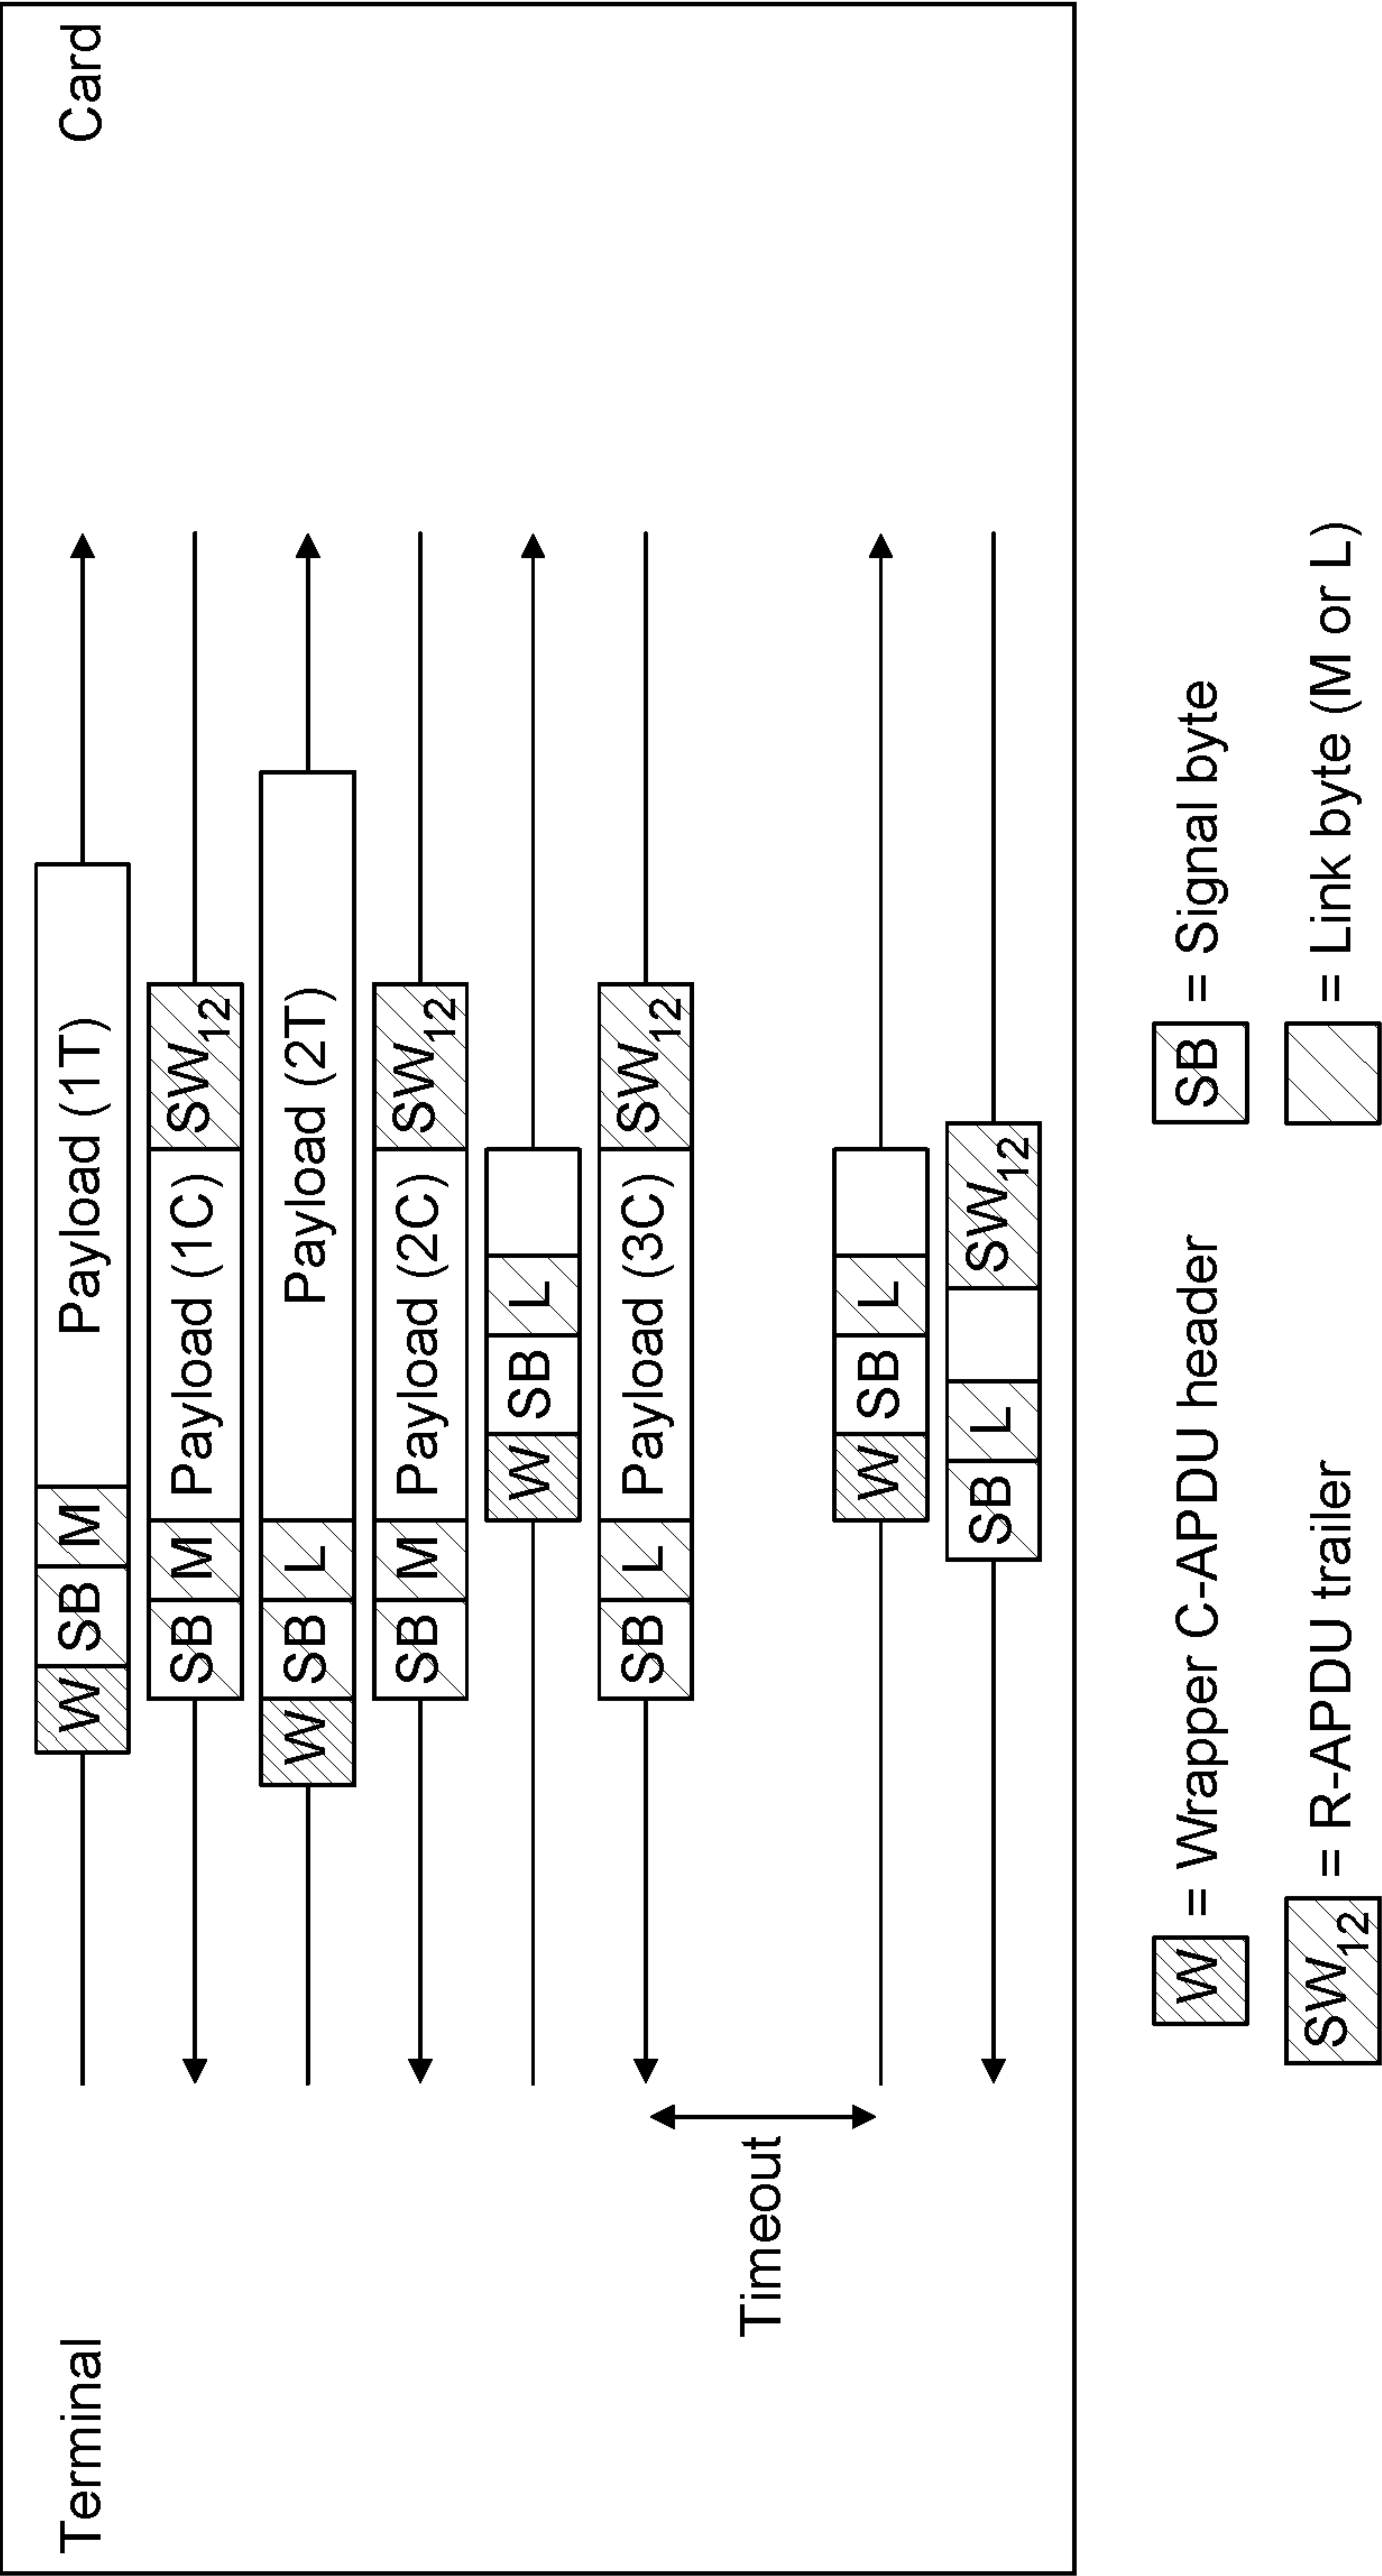 Terminal Card
W SB M Payload (1T)
SB M Payload (1C) SW12
W SB L Payload (2T)
SB M Payload (2C) SW12
W SB L
SB L Payload (3C) SW12
Timeout
W SB L
SB L SW12
W = Wrapper C-APDU header SB = Signal byte
SW12 = R-APDU trailer = Link byte (M or L)